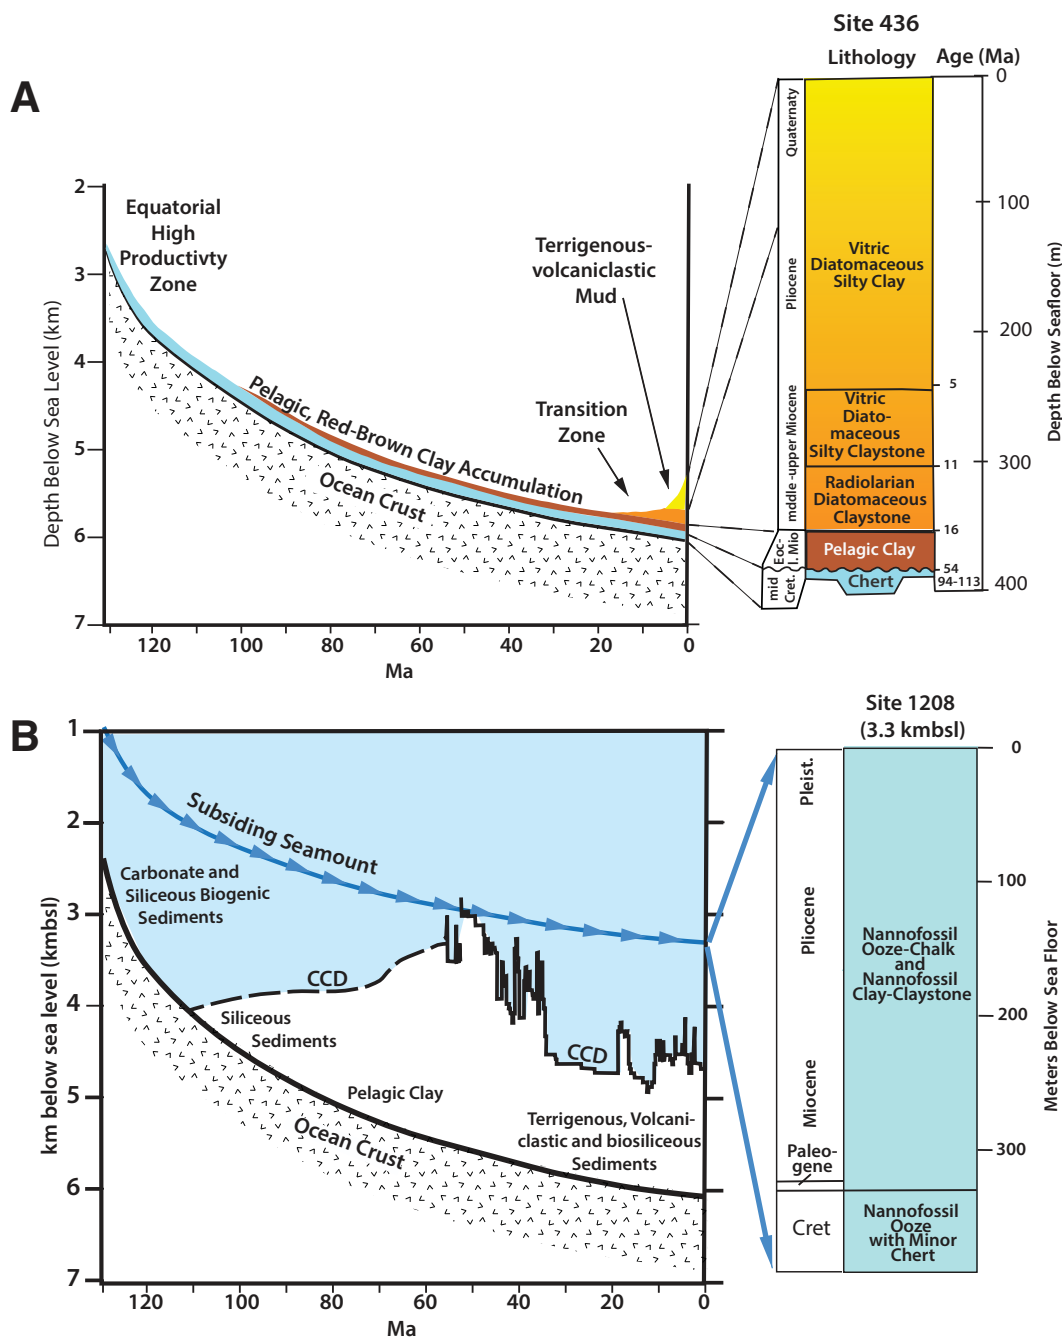 A
Site 436
Lithology
Age (Ma)
Quaternaty
Pliocene
mddle -upper Miocene
Eoc-
l. Mio
mid
Cret.
Vitric
Diatomaceous
Silty Clay
Vitric
Diato-
maceous
Silty Claystone
Radiolarian
Diatomaceous
Claystone
Pelagic Clay
Chert
5
11
16
54
94-113
0
100
200
300
400
Depth Below Seafloor (m)
Depth Below Sea Level (km)
2
3
4
5
6
7
Equatorial
High
Productivty
Zone
Terrigenous-
volcaniclastic
Mud
Transition
Zone
Pelagic, Red-Brown Clay Accumulation
Ocean Crust
120
100
80
60
40
20
0
Ma
B
Site 1208
(3.3 kmbsl)
km below sea level (kmbsl)
1
2
3
4
5
6
7
Subsiding Seamount
Carbonate and
Siliceous Biogenic
Sediments
CCD
Siliceous
Sediments
CCD
Pelagic Clay
Terrigenous, Volcani-
clastic and biosiliceous
Sediments
Ocean Crust
120
100
80
60
40
20
0
Ma
Pleist.
Pliocene
Miocene
Paleo-
gene
Cret
Nannofossil
Ooze-Chalk
and
Nannofossil
Clay-Claystone
Nannofossil
Ooze
with Minor
Chert
0
100
200
300
Meters Below Sea Floor